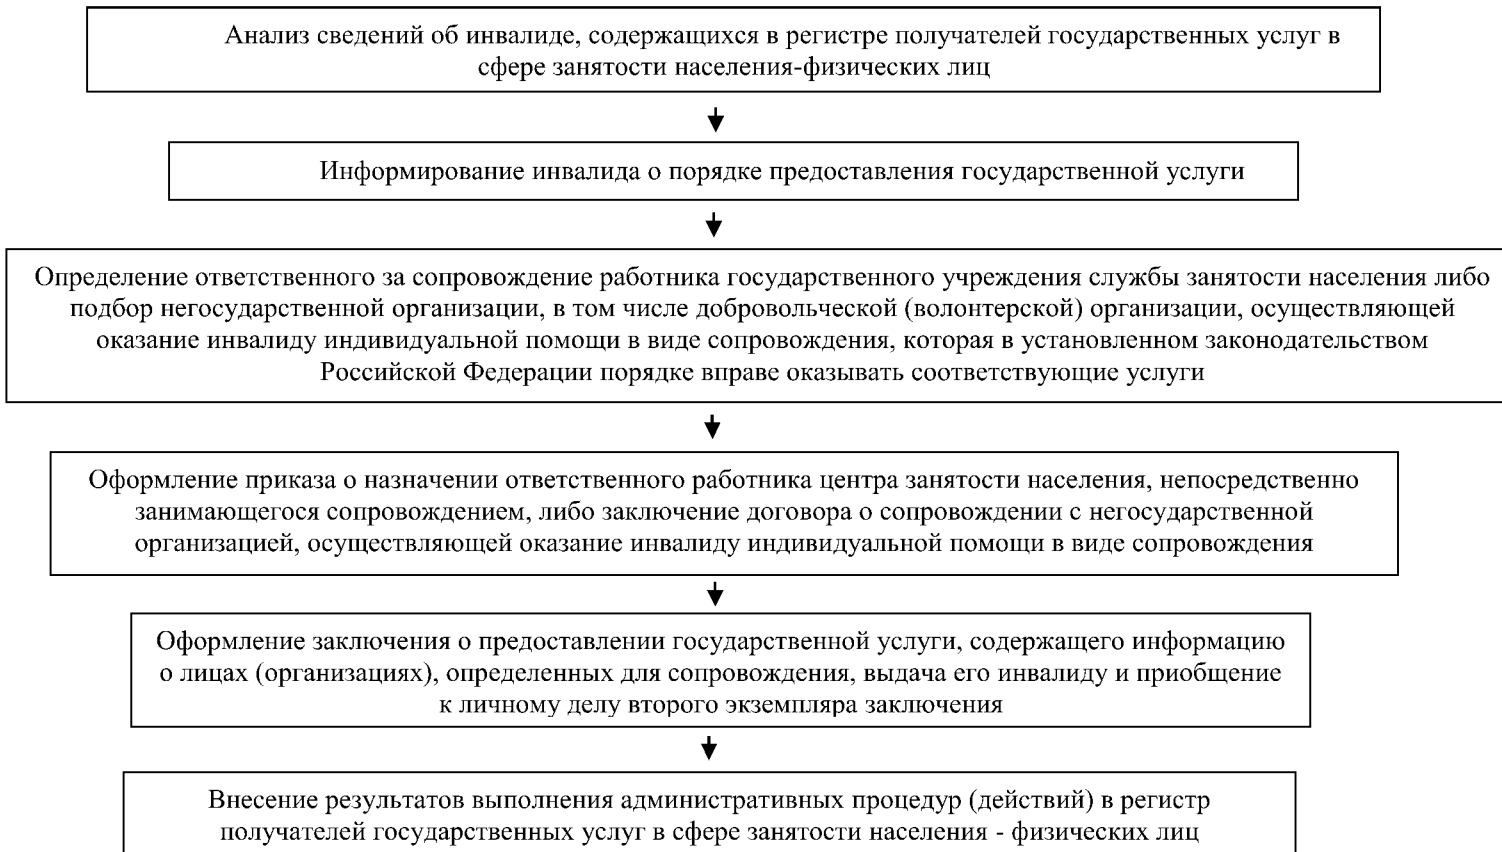 Анализ сведений об инвалиде, содержащихся в регистре получателей государственных услуг в
сфере занятости населения-физических лиц
Информирование инвалида о порядке предоставления государственной услуги
Определение ответственного за сопровождение работника государственного учреждения службы занятости населения либо
подбор негосударственной организации, в том числе добровольческой (волонтерской) организации, осуществляющей
оказание инвалиду индивидуальной помощи в виде сопровождения, которая в установленном законодательством
Российской Федерации порядке вправе оказывать соответствующие услуги
Оформление приказа о назначении ответственного работника центра занятости населения, непосредственно
занимающегося сопровождением, либо заключение договора о сопровождении с негосударственной
организацией, осуществляющей оказание инвалиду индивидуальной помощи в виде сопровождения
Оформление заключения о предоставлении государственной услуги, содержащего информацию
о лицах (организациях), определенных для сопровождения, выдача его инвалиду и приобщение
к личному делу второго экземпляра заключения
Внесение результатов выполнения административных процедур (действий) в регистр
получателей государственных услуг в сфере занятости населения - физических лиц